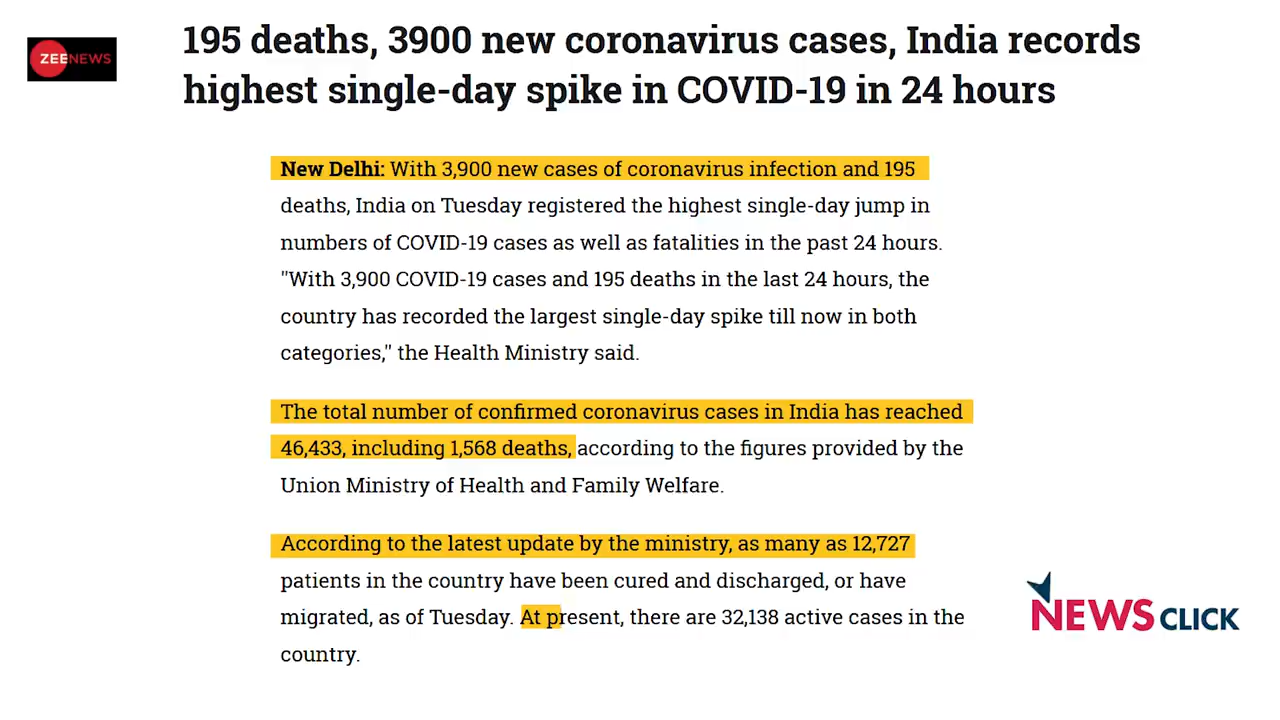 ZEENEWS
195 deaths, 3900 new coronavirus cases, India records
highest single-day spike in COVID-19 in 24 hours
New Delhi: With 3,900 new cases of coronavirus infection and 195
deaths, India on Tuesday registered the highest single-day jump in
numbers of COVID-19 cases as well as fatalities in the past 24 hours.
"With 3,900 COVID-19 cases and 195 deaths in the last 24 hours, the
country has recorded the largest single-day spike till now in both
categories," the Health Ministry said.
The total number of confirmed coronavirus cases in India has reached
46,433, including 1,568 deaths, according to the figures provided by the
Union Ministry of Health and Family Welfare.
According to the latest update by the ministry, as many as 12,727
patients in the country have been cured and discharged, or have
migrated, as of Tuesday. At present, there are 32,138 active cases in the
country.
NEWS CLICK